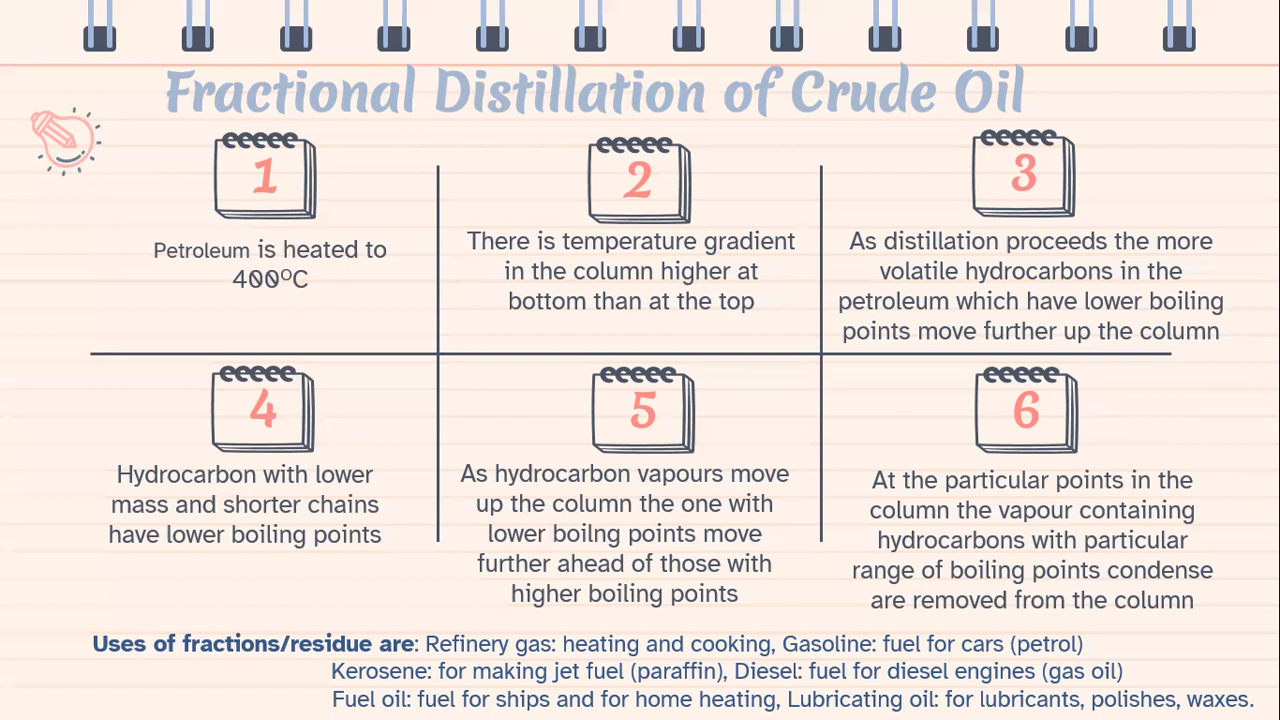 Fractional Distillation of Crude Oil
1
Petroleum is heated to
400⁰C
2
There is temperature gradient
in the column higher at
bottom than at the top
3
As distillation proceeds the more
volatile hydrocarbons in the
petroleum which have lower boiling
points move further up the column
4
Hydrocarbon with lower
mass and shorter chains
have lower boiling points
5
As hydrocarbon vapours move
up the column the one with
lower boilng points move
further ahead of those with
higher boiling points
6
At the particular points in the
column the vapour containing
hydrocarbons with particular
range of boiling points condense
are removed from the column
Uses of fractions/residue are: Refinery gas: heating and cooking, Gasoline: fuel for cars (petrol)
Kerosene: for making jet fuel (paraffin), Diesel: fuel for diesel engines (gas oil)
Fuel oil: fuel for ships and for home heating, Lubricating oil: for lubricants, polishes, waxes.